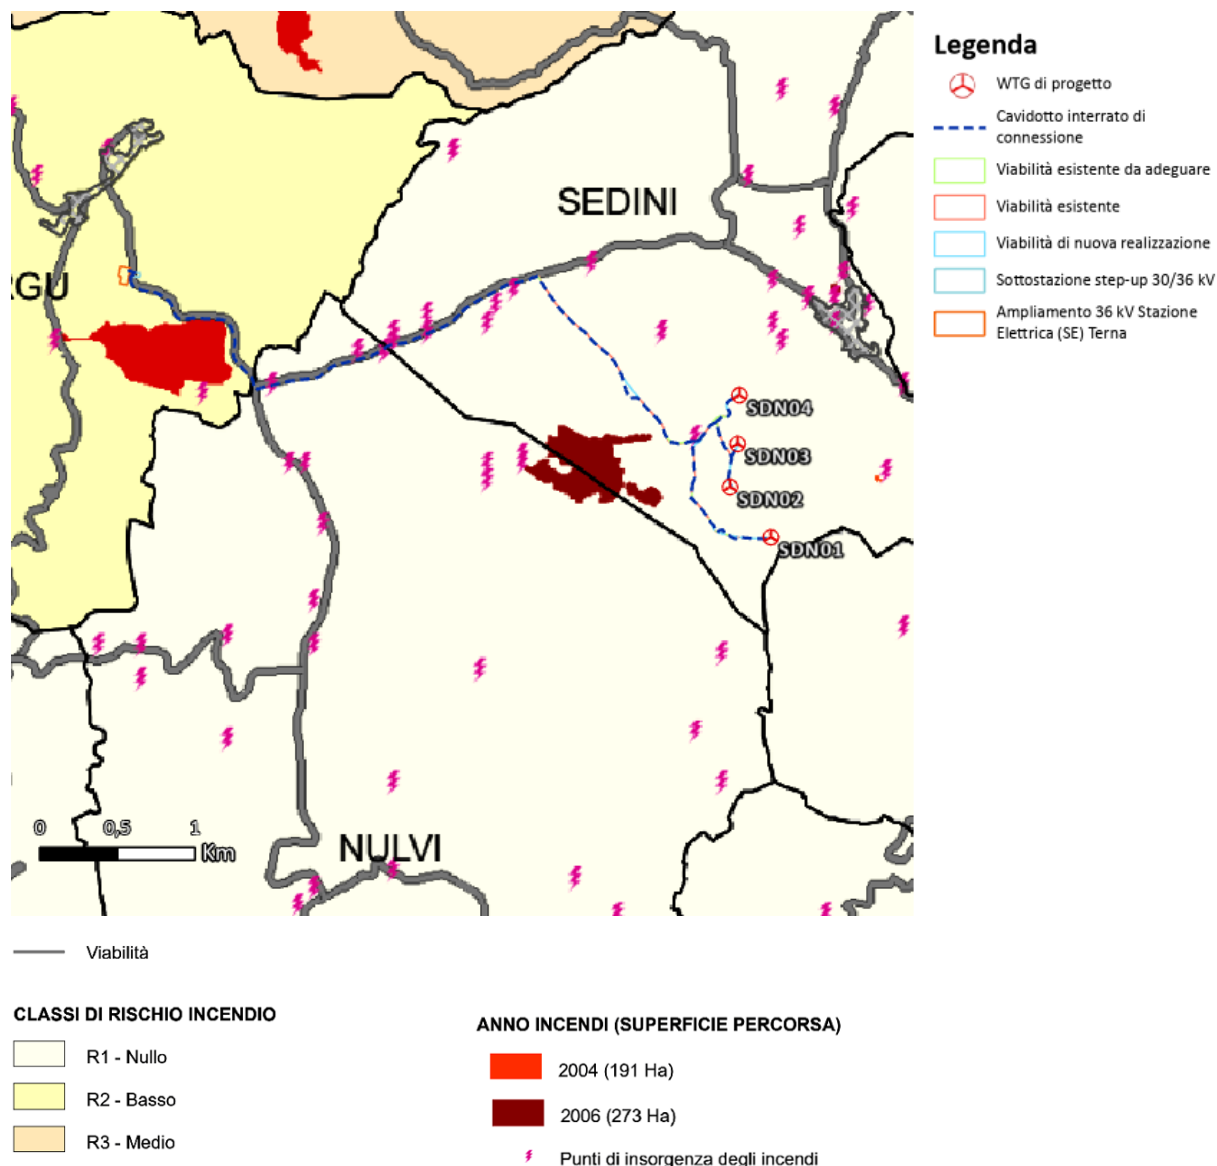 Legenda
WTG di progetto
Cavidotto interrato di
connessione
Viabilità esistente da adeguare
Viabilità esistente
Viabilità di nuova realizzazione
Sottostazione step-up 30/36 kV
Ampliamento 36 kV Stazione
Elettrica (SE) Terna
SEDINI
RGU
SDN04
SDN03
SDN02
SDN01
0 0,5 1
Km
NULVI
Viabilità
CLASSI DI RISCHIO INCENDIO
R1 - Nullo
R2 - Basso
R3 - Medio
ANNO INCENDI (SUPERFICIE PERCORSA)
2004 (191 Ha)
2006 (273 Ha)
Punti di insorgenza degli incendi